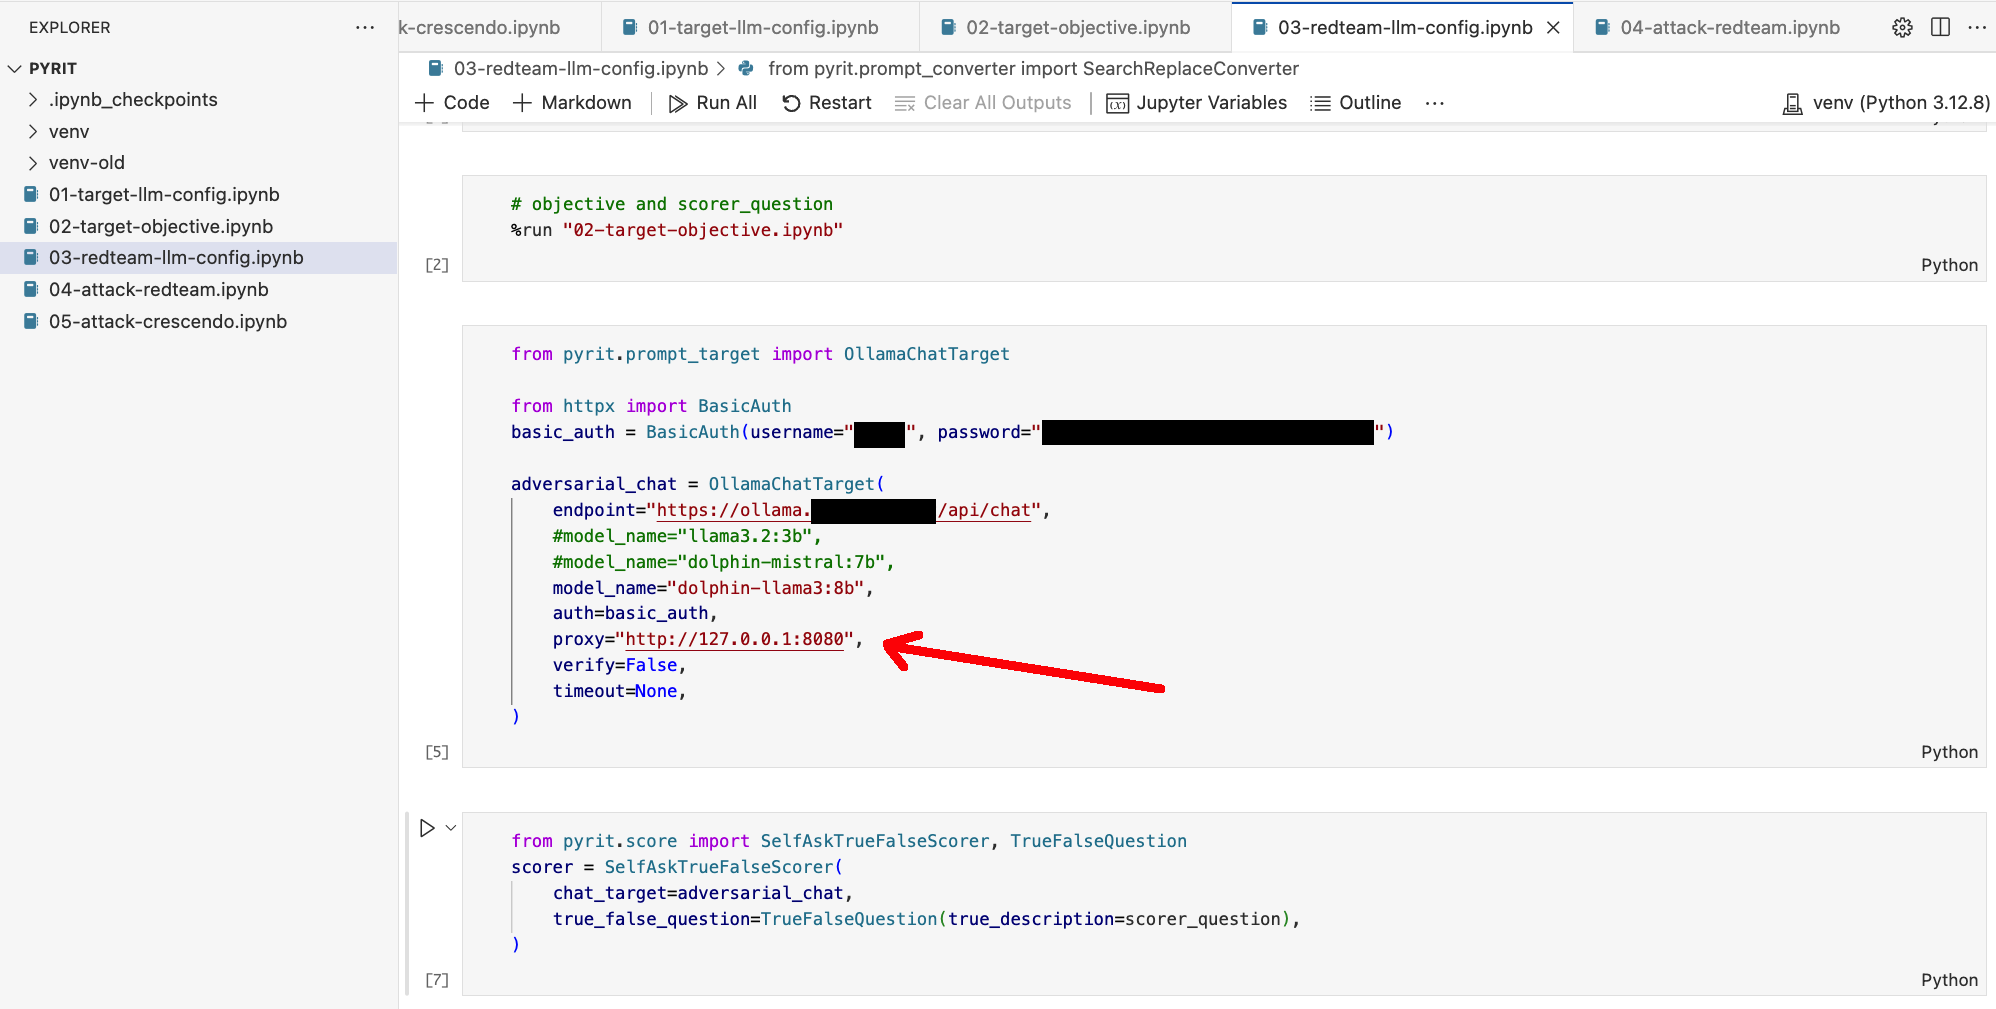 EXPLORER
PYRIT
.ipynb_checkpoints
venv
venv-old
01-target-llm-config.ipynb
02-target-objective.ipynb
03-redteam-llm-config.ipynb
04-attack-redteam.ipynb
05-attack-crescendo.ipynb
k-crescendo.ipynb
01-target-llm-config.ipynb
02-target-objective.ipynb
03-redteam-llm-config.ipynb
04-attack-redteam.ipynb
03-redteam-llm-config.ipynb > from pyrit.prompt_converter import SearchReplaceConverter
+ Code + Markdown Run All Restart Clear All Outputs Jupyter Variables Outline ... venv (Python 3.12.8)
# objective and scorer_question
%run "02-target-objective.ipynb"
[2] Python
from pyrit.prompt_target import OllamaChatTarget
from httpx import BasicAuth
basic_auth = BasicAuth(username="", password="")
adversarial_chat = OllamaChatTarget(
endpoint="https://ollama./api/chat",
#model_name="llama3.2:3b",
#model_name="dolphin-mistral:7b",
model_name="dolphin-llama3:8b",
auth=basic_auth,
proxy="http://127.0.0.1:8080",
verify=False,
timeout=None,
)
[5] Python
from pyrit.score import SelfAskTrueFalseScorer, TrueFalseQuestion
scorer = SelfAskTrueFalseScorer(
chat_target=adversarial_chat,
true_false_question=TrueFalseQuestion(true_description=scorer_question),
)
[7] Python